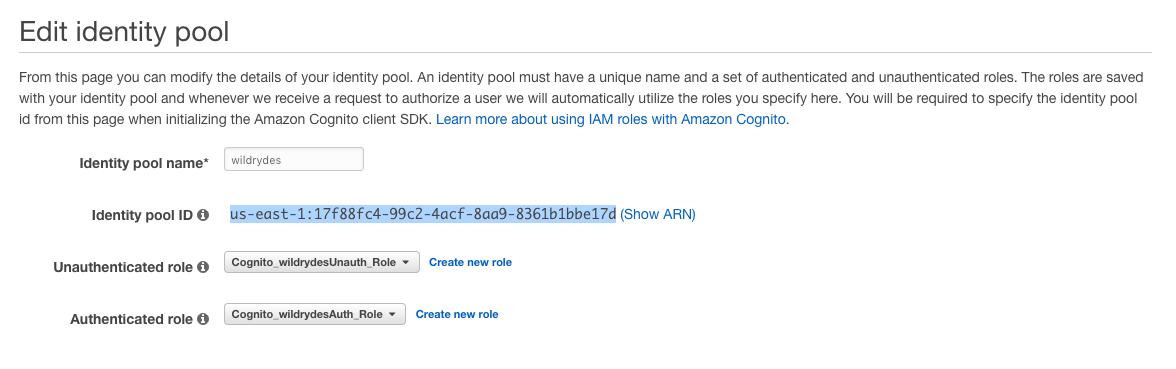 Edit identity pool
From this page you can modify the details of your identity pool. An identity pool must have a unique name and a set of authenticated and unauthenticated roles. The roles are saved
with your identity pool and whenever we receive a request to authorize a user we will automatically utilize the roles you specify here. You will be required to specify the identity pool
id from this page when initializing the Amazon Cognito client SDK. Learn more about using IAM roles with Amazon Cognito.
Identity pool name* wildrydes
Identity pool ID us-east-1:17f88fc4-99c2-4acf-8aa9-8361b1bbe17d (Show ARN)
Unauthenticated role Cognito_wildrydesUnauth_Role Create new role
Authenticated role Cognito_wildrydesAuth_Role Create new role